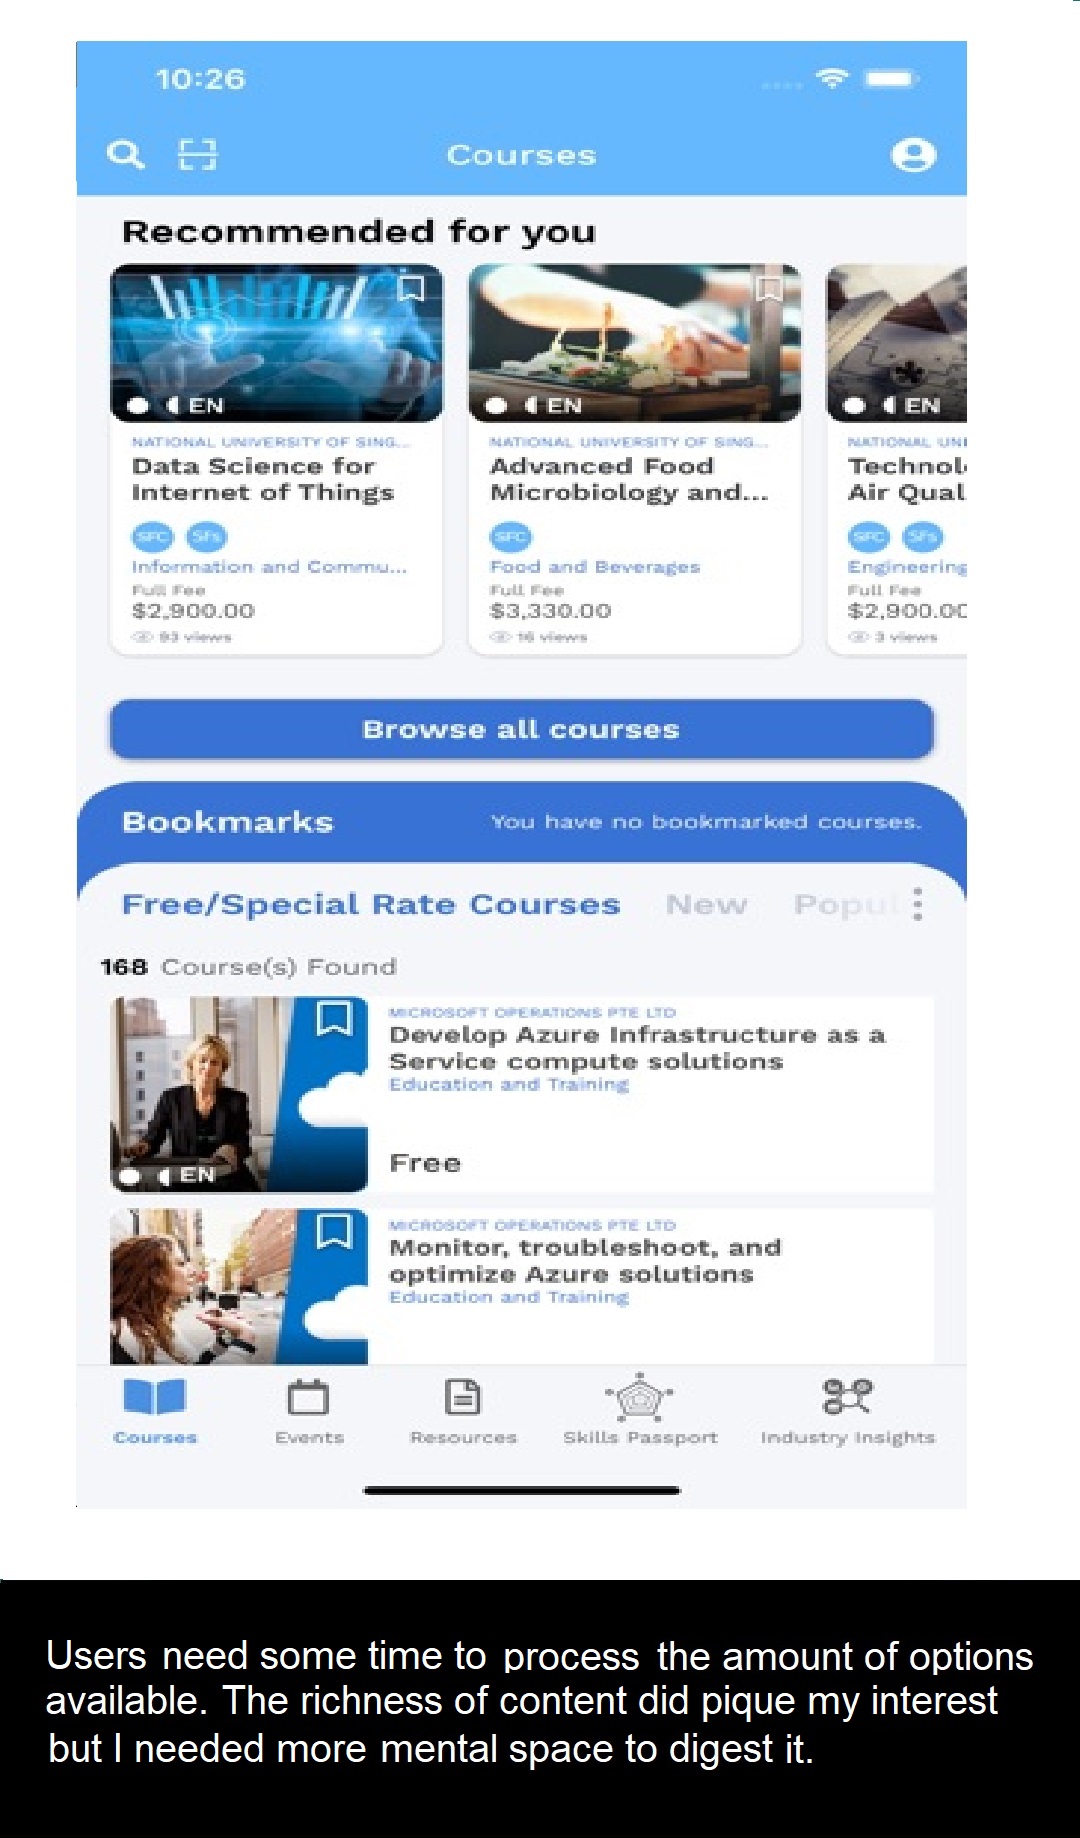 10:26
Courses
Recommended for you
EN
EN
EN
NATIONAL UNIVERSITY OF SING...
NATIONAL UNIVERSITY OF SING...
NATIONAL UNI
Data Science for
Internet of Things
Advanced Food
Microbiology and...
Technol
Air Qual
SFC SFs
SFC
SFC SFs
Information and Commu...
Food and Beverages
Engineering
Full Fee
Full Fee
Full Fee
$2,900.00
$3,330.00
$2,900.00
93 views
16 views
3 views
Browse all courses
Bookmarks
You have no bookmarked courses.
Free/Special Rate Courses New Popul
168 Course(s) Found
MICROSOFT OPERATIONS PTE LTD
Develop Azure Infrastructure as a
Service compute solutions
Education and Training
Free
EN
MICROSOFT OPERATIONS PTE LTD
Monitor, troubleshoot, and
optimize Azure solutions
Education and Training
Courses Events Resources Skills Passport Industry Insights
Users need some time to process the amount of options
available. The richness of content did pique my interest
but I needed more mental space to digest it.